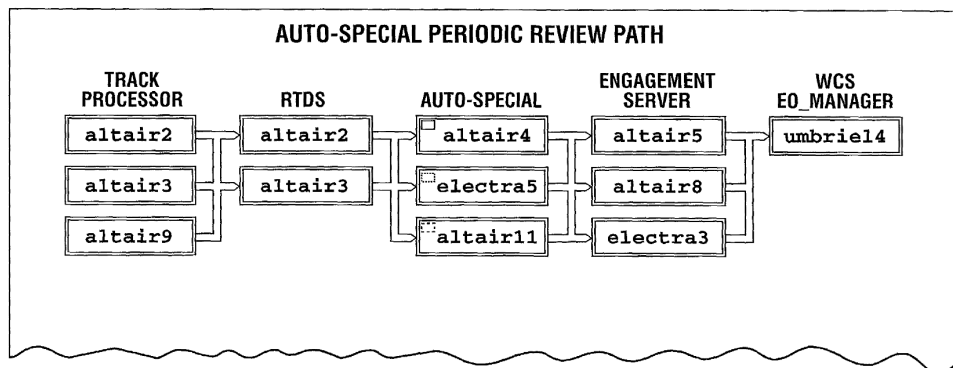 AUTO-SPECIAL PERIODIC REVIEW PATH
TRACK PROCESSOR
RTDS
AUTO-SPECIAL
ENGAGEMENT SERVER
WCS EO_MANAGER
altair2
altair2
altair4
altair5
umbriel4
altair3
altair3
electra5
altair8
altair9
altair11
electra3